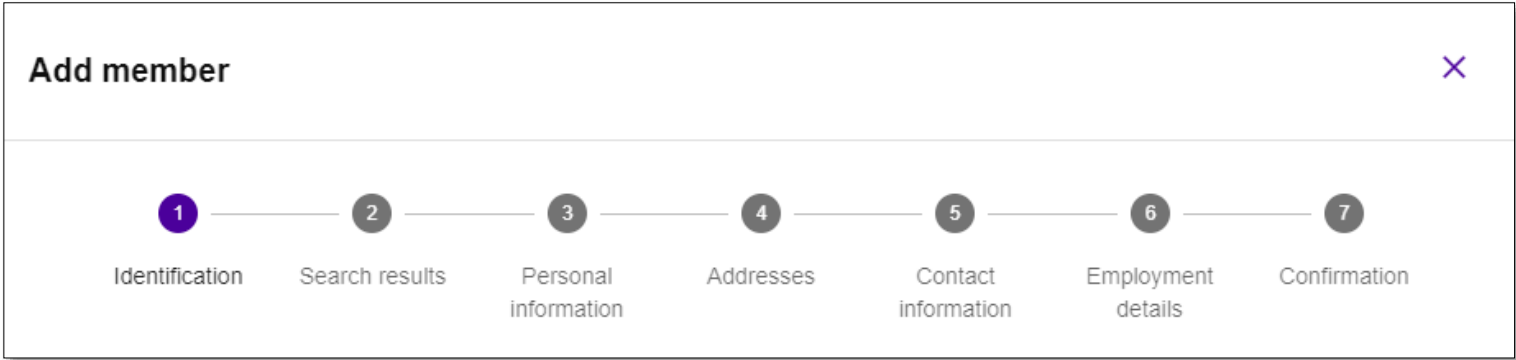 Add member
1 2 3 4 5 6 7
Identification Search results Personal Addresses Contact Employment Confirmation
information information details